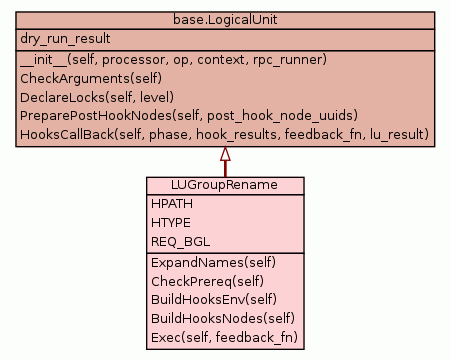 base.LogicalUnit
dry_run_result
__init__(self, processor, op, context, rpc_runner)
CheckArguments(self)
DeclareLocks(self, level)
PreparePostHookNodes(self, post_hook_node_uuids)
HooksCallBack(self, phase, hook_results, feedback_fn, lu_result)
LUGroupRename
HPATH
HTYPE
REQ_BGL
ExpandNames(self)
CheckPrereq(self)
BuildHooksEnv(self)
BuildHooksNodes(self)
Exec(self, feedback_fn)